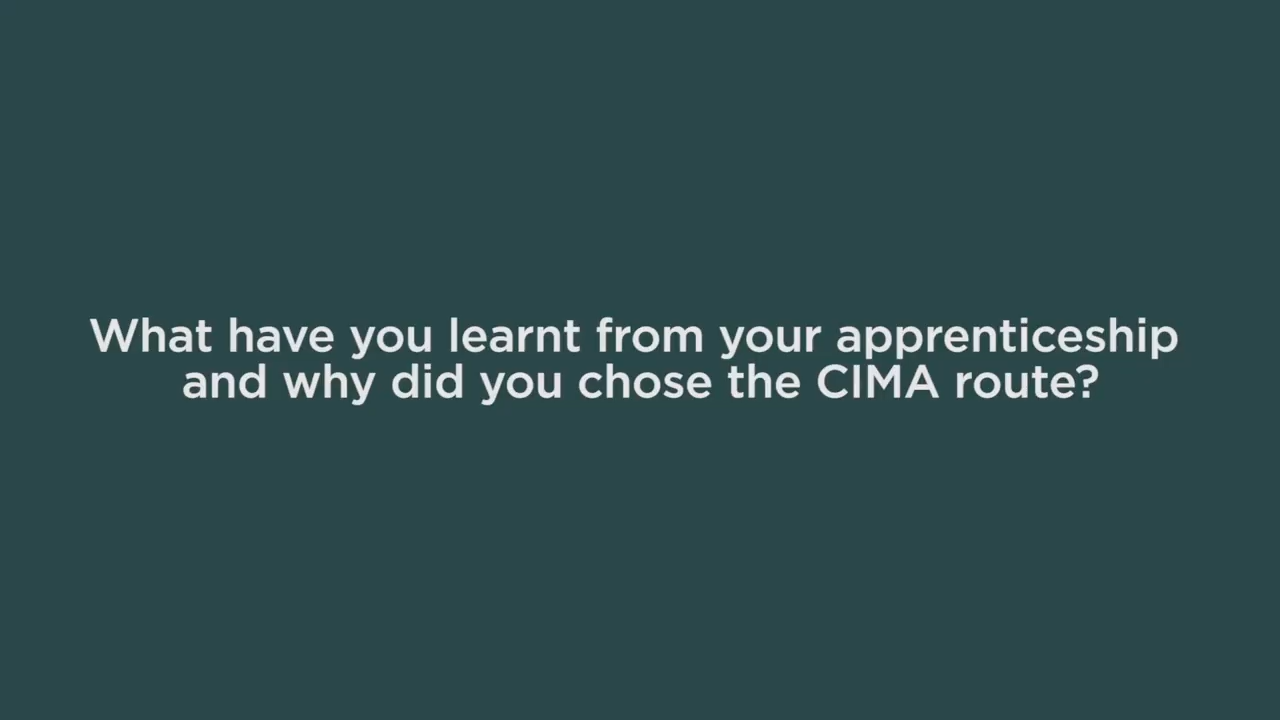 What have you learnt from your apprenticeship
and why did you chose the CIMA route?